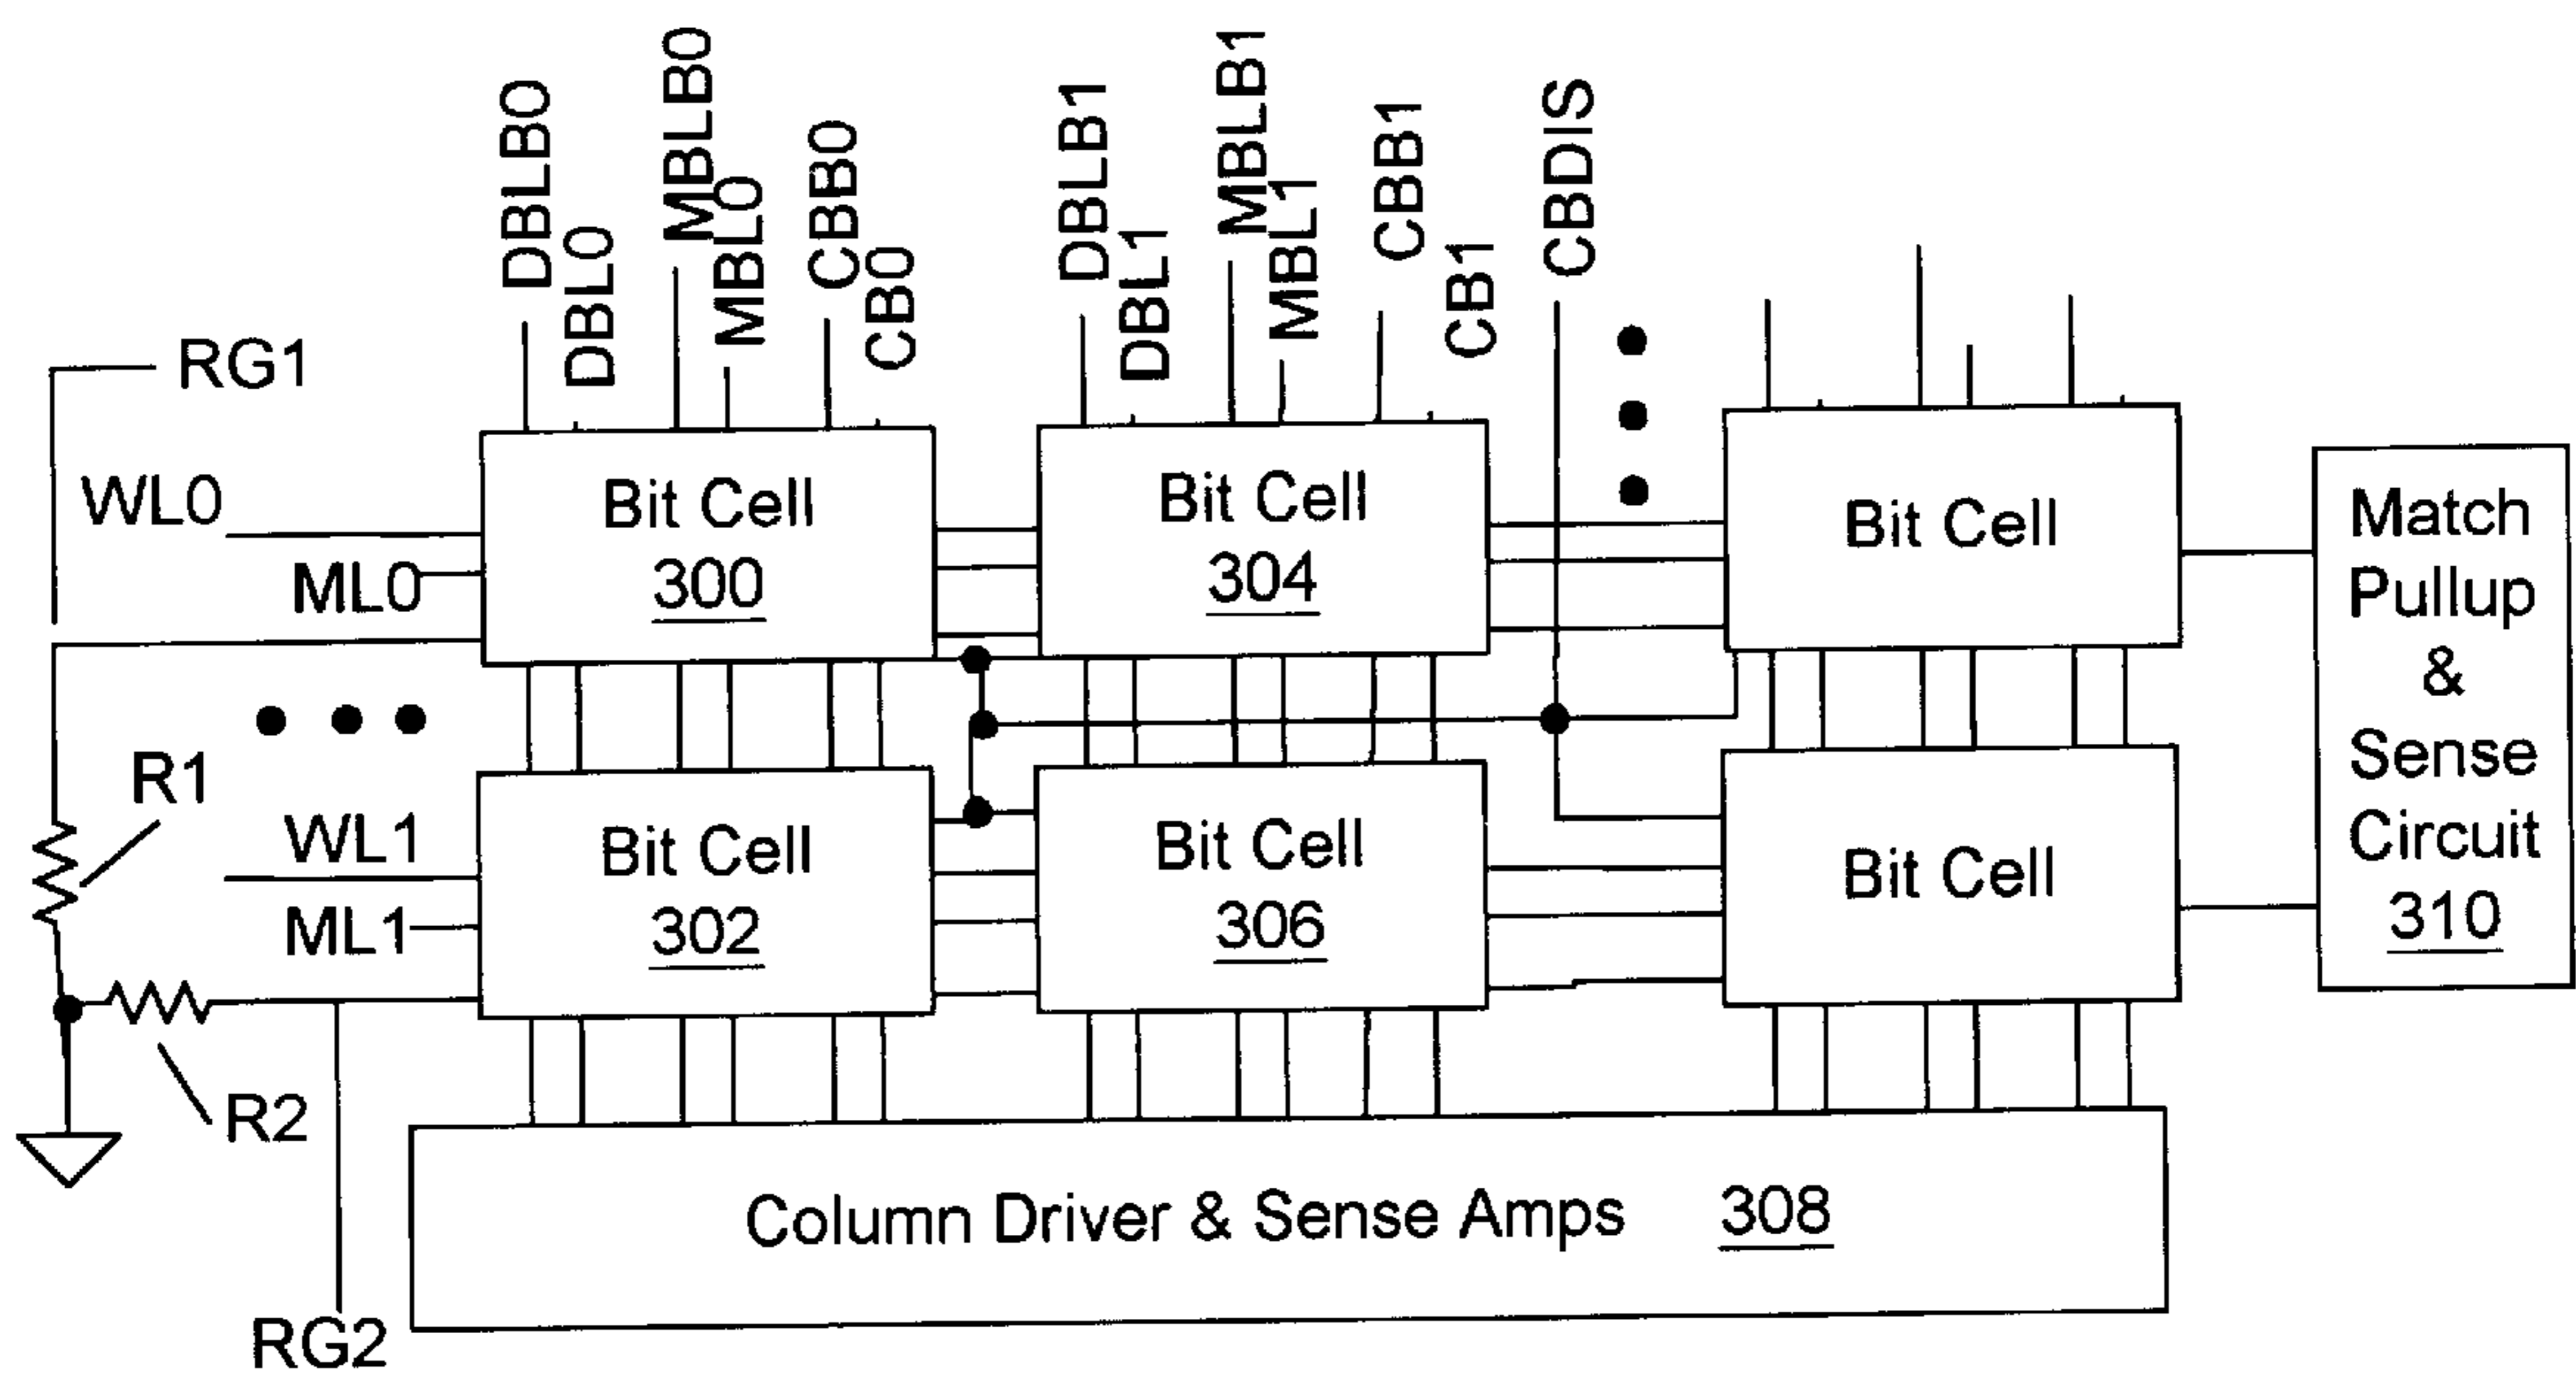 DBLB0
DBL0
MBLB0
MBL0
CBB0
CB0
DBLB1
DBL1
MBLB1
MBL1
CBB1
CB1
CBDIS
RG1
WL0
ML0
Bit Cell
300
Bit Cell
304
Bit Cell
Match
Pullup
&
Sense
Circuit
310
R1
WL1
ML1
Bit Cell
302
Bit Cell
306
Bit Cell
R2
RG2
Column Driver & Sense Amps 308